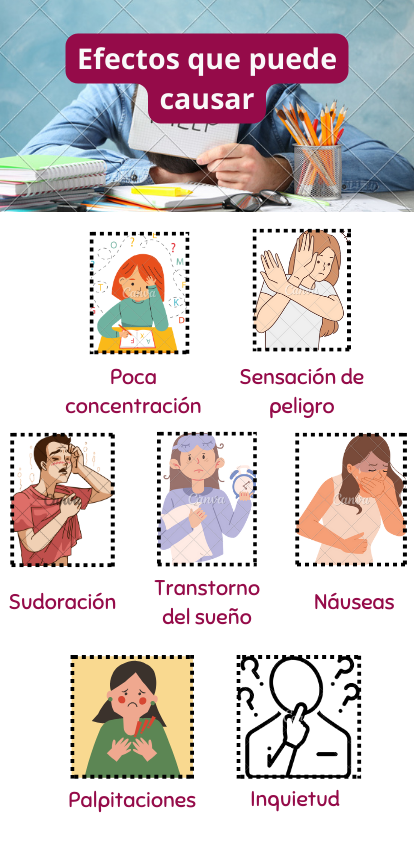 Efectos que puede
causar
HELP
Poca
concentración
Sensación de
peligro
Sudoración
Transtorno
del sueño
Náuseas
Palpitaciones
Inquietud